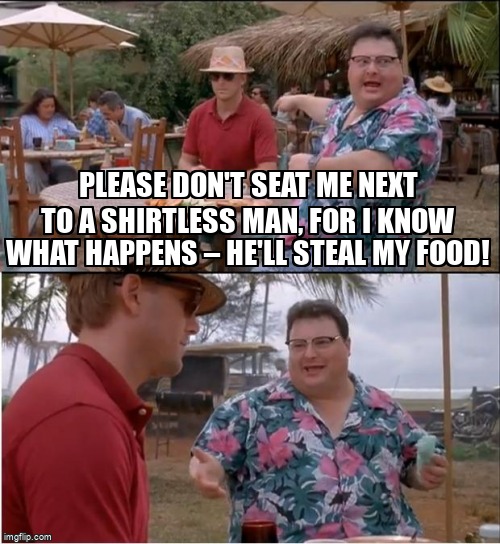 PLEASE DON'T SEAT ME NEXT
TO A SHIRTLESS MAN, FOR I KNOW
WHAT HAPPENS – HE'LL STEAL MY FOOD!
imgflip.com